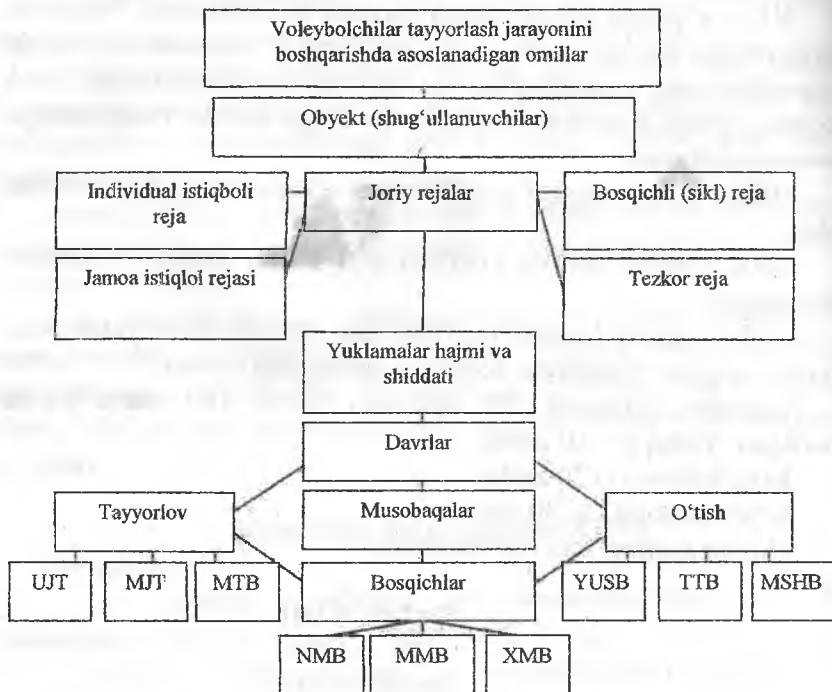 Voleybolchilar tayyorlash jarayonini
boshqarishda asoslanadigan omillar
Obyekt (shug‘ullanuvchilar)
Individual istiqboli
reja
Joriy rejalar
Bosqichli (sikl) reja
Jamoa istiqlol rejasi
Tezkor reja
Yuklamalar hajmi va
shiddati
Davrlar
Tayyorlov
Musobaqalar
O‘tish
UJT
MJT
MTB
Bosqichlar
YUSB
TTB
MSHB
NMB
MMB
XMB